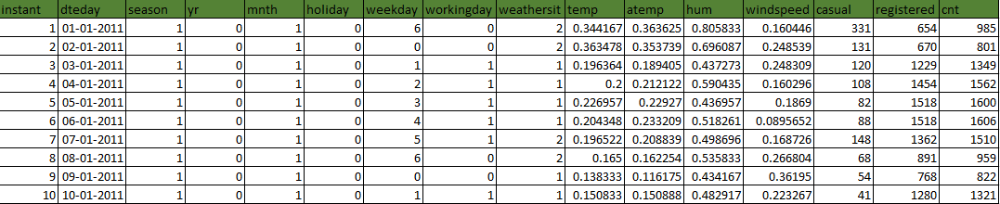 instant dteday season yr mnth holiday weekday workingday weathersit temp atemp hum windspeed casual registered cnt
1 01-01-2011 1 0 1 0 6 0 2 0.344167 0.363625 0.805833 0.160446 331 654 985
2 02-01-2011 1 0 1 0 0 0 2 0.363478 0.353739 0.696087 0.248539 131 670 801
3 03-01-2011 1 0 1 0 1 1 1 0.196364 0.189405 0.437273 0.248309 120 1229 1349
4 04-01-2011 1 0 1 0 2 1 1 0.2 0.212122 0.590435 0.160296 108 1454 1562
5 05-01-2011 1 0 1 0 3 1 1 0.226957 0.22927 0.436957 0.1869 82 1518 1600
6 06-01-2011 1 0 1 0 4 1 1 0.204348 0.233209 0.518261 0.0895652 88 1518 1606
7 07-01-2011 1 0 1 0 5 1 2 0.196522 0.208839 0.498696 0.168726 148 1362 1510
8 08-01-2011 1 0 1 0 6 0 2 0.165 0.162254 0.535833 0.266804 68 891 959
9 09-01-2011 1 0 1 0 0 0 1 0.138333 0.116175 0.434167 0.36195 54 768 822
10 10-01-2011 1 0 1 0 1 1 1 0.150833 0.150888 0.482917 0.223267 41 1280 1321